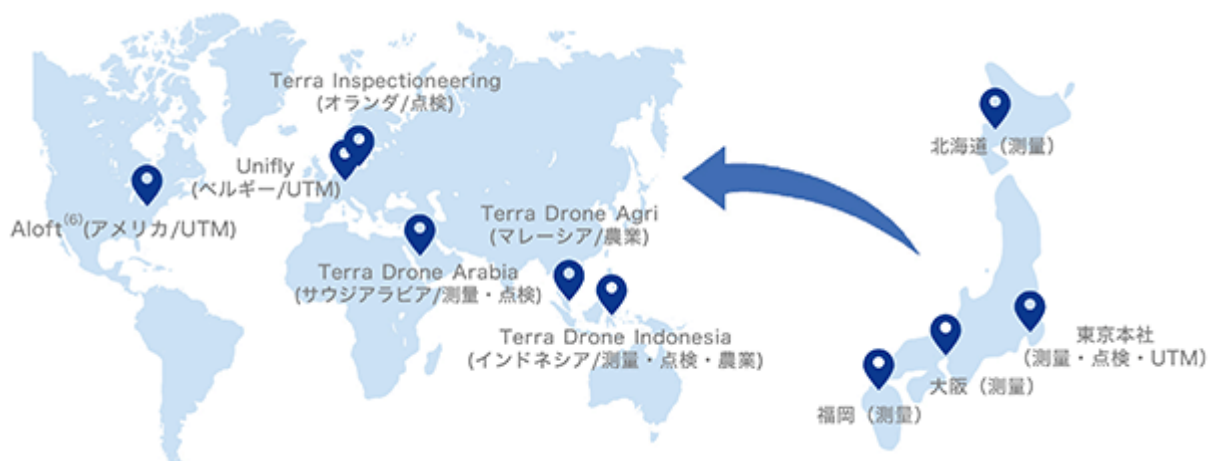 Terra Inspectioneering
(オランダ/点検)
Unifly
(ベルギー/UTM)
Aloft(6)(アメリカ/UTM)
Terra Drone Arabia
(サウジアラビア/測量・点検)
Terra Drone Agri
(マレーシア/農業)
Terra Drone Indonesia
(インドネシア/測量・点検・農業)
北海道（測量）
東京本社
（測量・点検・UTM）
大阪（測量）
福岡（測量）